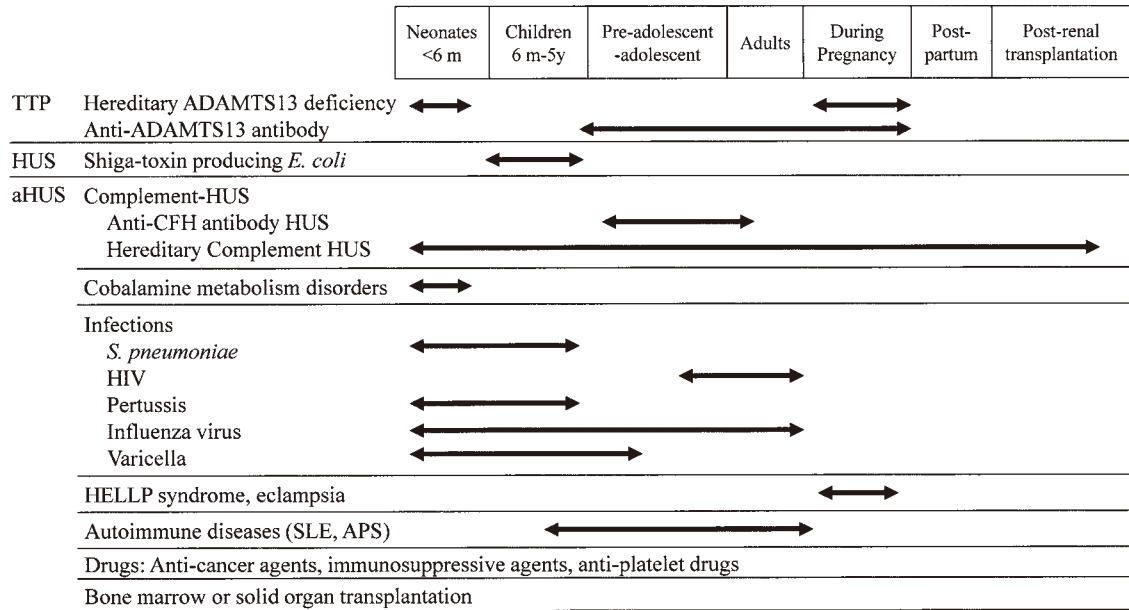 Neonates <6 m
Children 6 m-5y
Pre-adolescent -adolescent
Adults
During Pregnancy
Post-partum
Post-renal transplantation
TTP Hereditary ADAMTS13 deficiency
Anti-ADAMTS13 antibody
HUS Shiga-toxin producing E. coli
aHUS Complement-HUS
Anti-CFH antibody HUS
Hereditary Complement HUS
Cobalamine metabolism disorders
Infections
S. pneumoniae
HIV
Pertussis
Influenza virus
Varicella
HELLP syndrome, eclampsia
Autoimmune diseases (SLE, APS)
Drugs: Anti-cancer agents, immunosuppressive agents, anti-platelet drugs
Bone marrow or solid organ transplantation